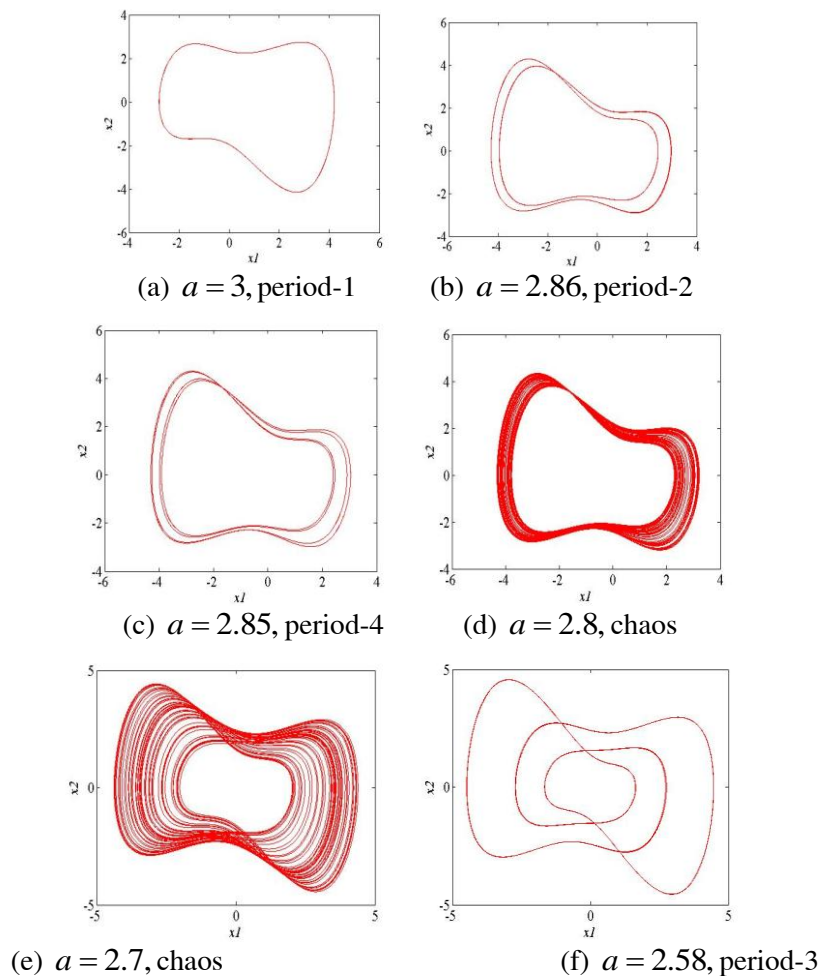 4
2
0
-2
-4
-6
x2
-4 -2 0 2 4 6
x1
6
4
2
0
-2
-4
x2
-6 -4 -2 0 2 4
x1
(a) a = 3, period-1
(b) a = 2.86, period-2
6
4
2
0
-2
-4
x2
-6 -4 -2 0 2 4
x1
6
4
2
0
-2
-4
x2
-6 -4 -2 0 2 4
x1
(c) a = 2.85, period-4
(d) a = 2.8, chaos
5
0
-5
x2
-5 0 5
x1
5
0
-5
x2
-5 0 5
x1
(e) a = 2.7, chaos
(f) a = 2.58, period-3